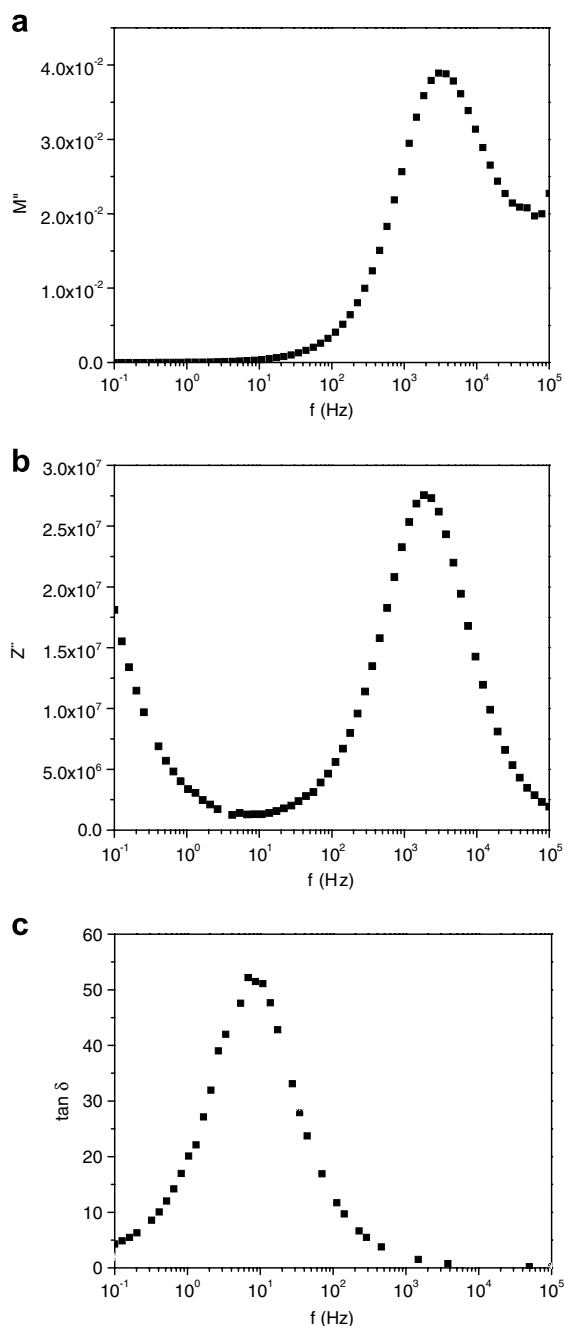 a
4.0x10⁻²
3.0x10⁻²
2.0x10⁻²
1.0x10⁻²
0.0
M"
10⁻¹ 10⁰ 10¹ 10² 10³ 10⁴ 10⁵
f (Hz)
b
3.0x10⁷
2.5x10⁷
2.0x10⁷
1.5x10⁷
1.0x10⁷
5.0x10⁶
0.0
Z"
10⁻¹ 10⁰ 10¹ 10² 10³ 10⁴ 10⁵
f (Hz)
c
60
50
40
30
20
10
0
tan δ
10⁻¹ 10⁰ 10¹ 10² 10³ 10⁴ 10⁵
f (Hz)